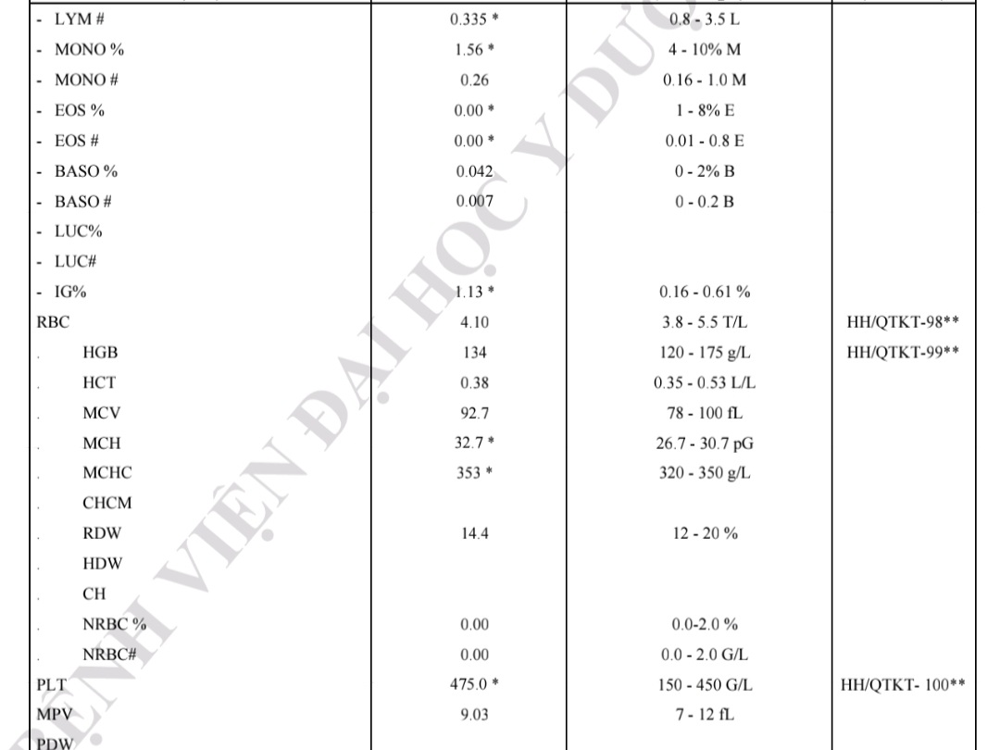 - LYM # 0.335 * 0.8 - 3.5 L
- MONO % 1.56 * 4 - 10% M
- MONO # 0.26 0.16 - 1.0 M
- EOS % 0.00 * 1 - 8% E
- EOS # 0.00 * 0.01 - 0.8 E
- BASO % 0.042 0 - 2% B
- BASO # 0.007 0 - 0.2 B
- LUC%
- LUC#
- IG% 1.13 * 0.16 - 0.61 %
RBC 4.10 3.8 - 5.5 T/L HH/QTKT-98**
. HGB 134 120 - 175 g/L HH/QTKT-99**
. HCT 0.38 0.35 - 0.53 L/L
. MCV 92.7 78 - 100 fL
. MCH 32.7 * 26.7 - 30.7 pG
. MCHC 353 * 320 - 350 g/L
. CHCM
. RDW 14.4 12 - 20 %
. HDW
. CH
. NRBC % 0.00 0.0-2.0 %
. NRBC# 0.00 0.0 - 2.0 G/L
PLT 475.0 * 150 - 450 G/L HH/QTKT- 100**
MPV 9.03 7 - 12 fL
PDW
BỆNH VIỆN ĐẠI HỌC Y DƯỢC